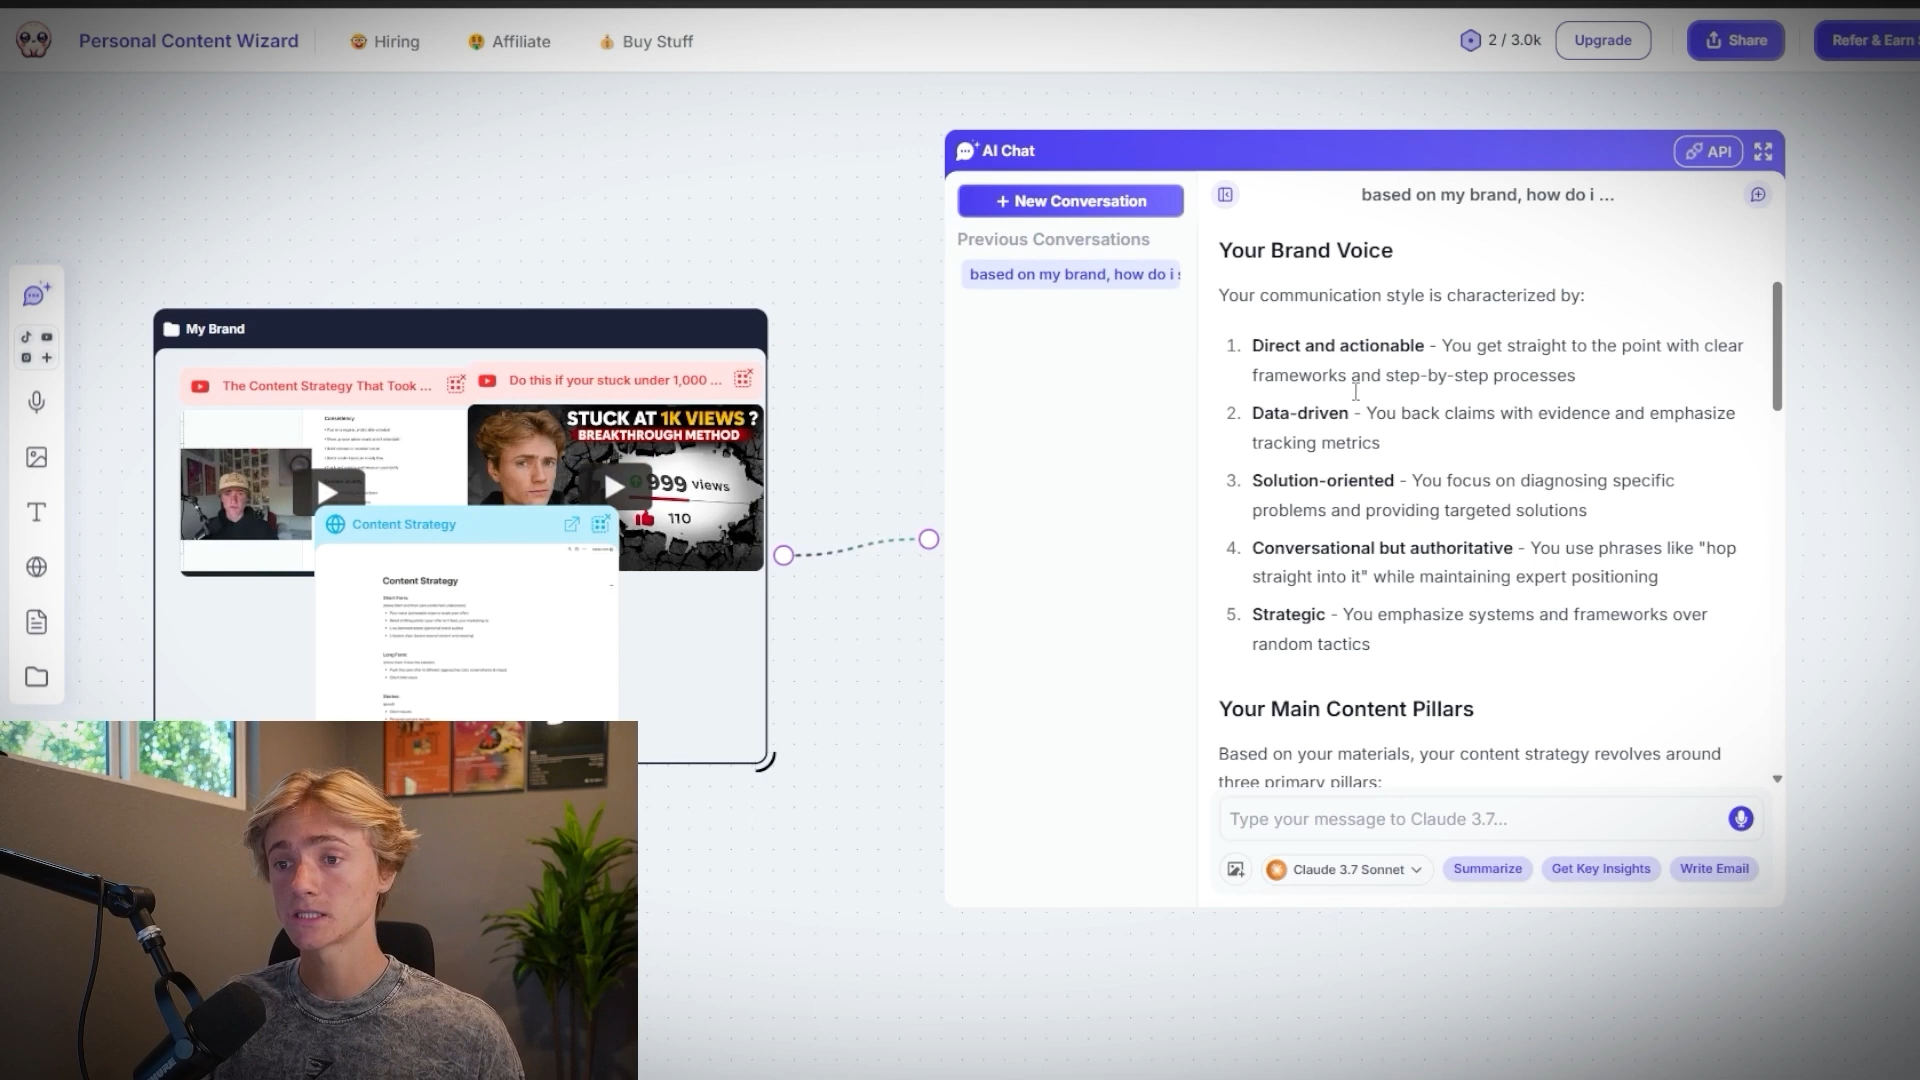 Personal Content Wizard
Hiring
Affiliate
Buy Stuff
2 / 3.0k
Upgrade
Share
Refer & Earn
AI Chat
API
+ New Conversation
Previous Conversations
based on my brand, how do i
based on my brand, how do i ...
Your Brand Voice
Your communication style is characterized by:
1. Direct and actionable - You get straight to the point with clear
frameworks and step-by-step processes
2. Data-driven - You back claims with evidence and emphasize
tracking metrics
3. Solution-oriented - You focus on diagnosing specific
problems and providing targeted solutions
4. Conversational but authoritative - You use phrases like "hop
straight into it" while maintaining expert positioning
5. Strategic - You emphasize systems and frameworks over
random tactics
Your Main Content Pillars
Based on your materials, your content strategy revolves around
three primary pillars:
Type your message to Claude 3.7...
Claude 3.7 Sonnet
Summarize
Get Key Insights
Write Email
My Brand
The Content Strategy That Took ...
Do this if your stuck under 1,000 ...
Consistency
STUCK AT 1K VIEWS ?
BREAKTHROUGH METHOD
999 views
110
Content Strategy
Content Strategy
Short Form:
Long Form:
SHURE